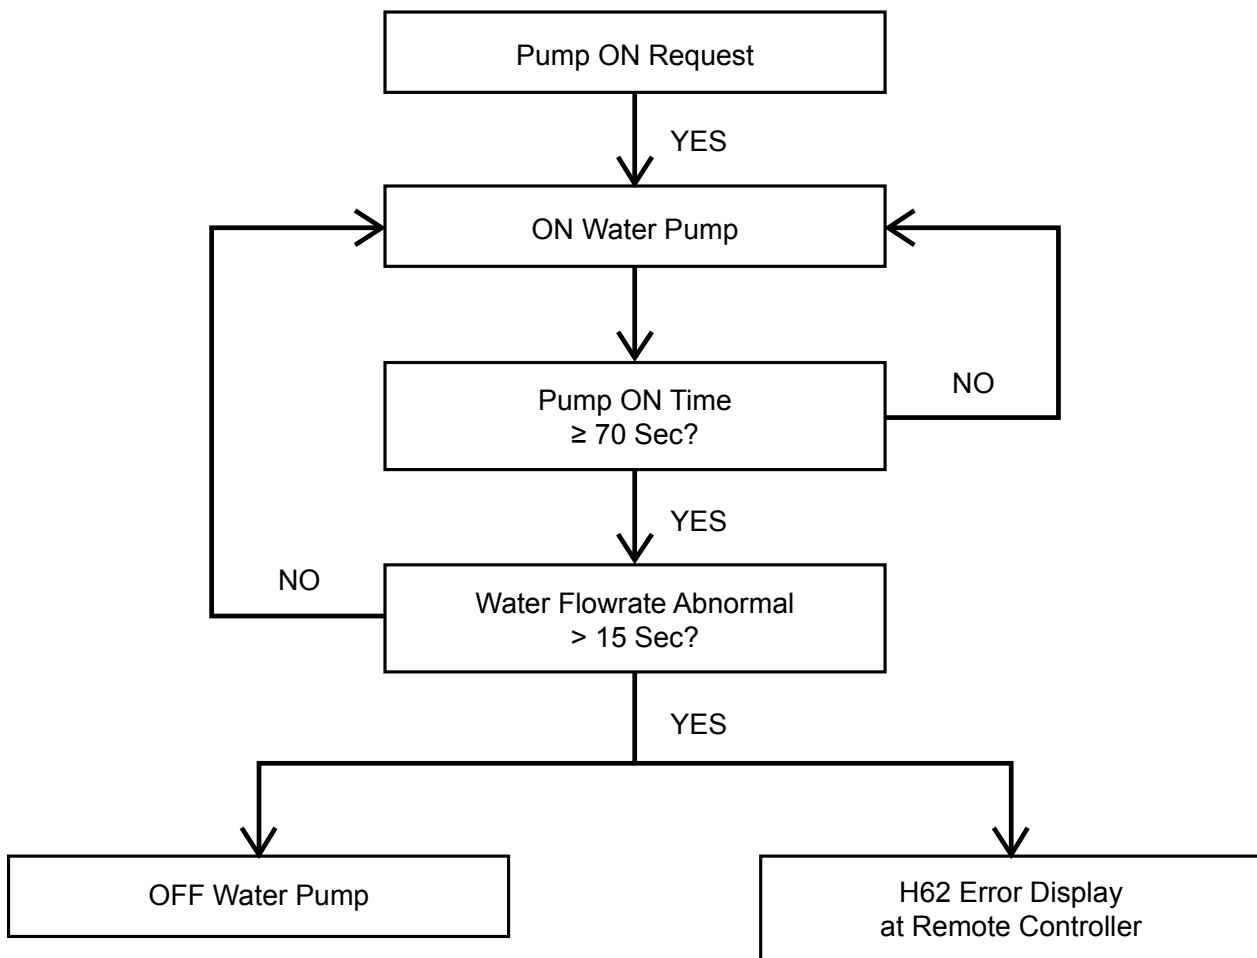 Pump ON Request
YES
ON Water Pump
Pump ON Time
≥ 70 Sec?
NO
YES
NO
Water Flowrate Abnormal
> 15 Sec?
YES
OFF Water Pump
H62 Error Display
at Remote Controller